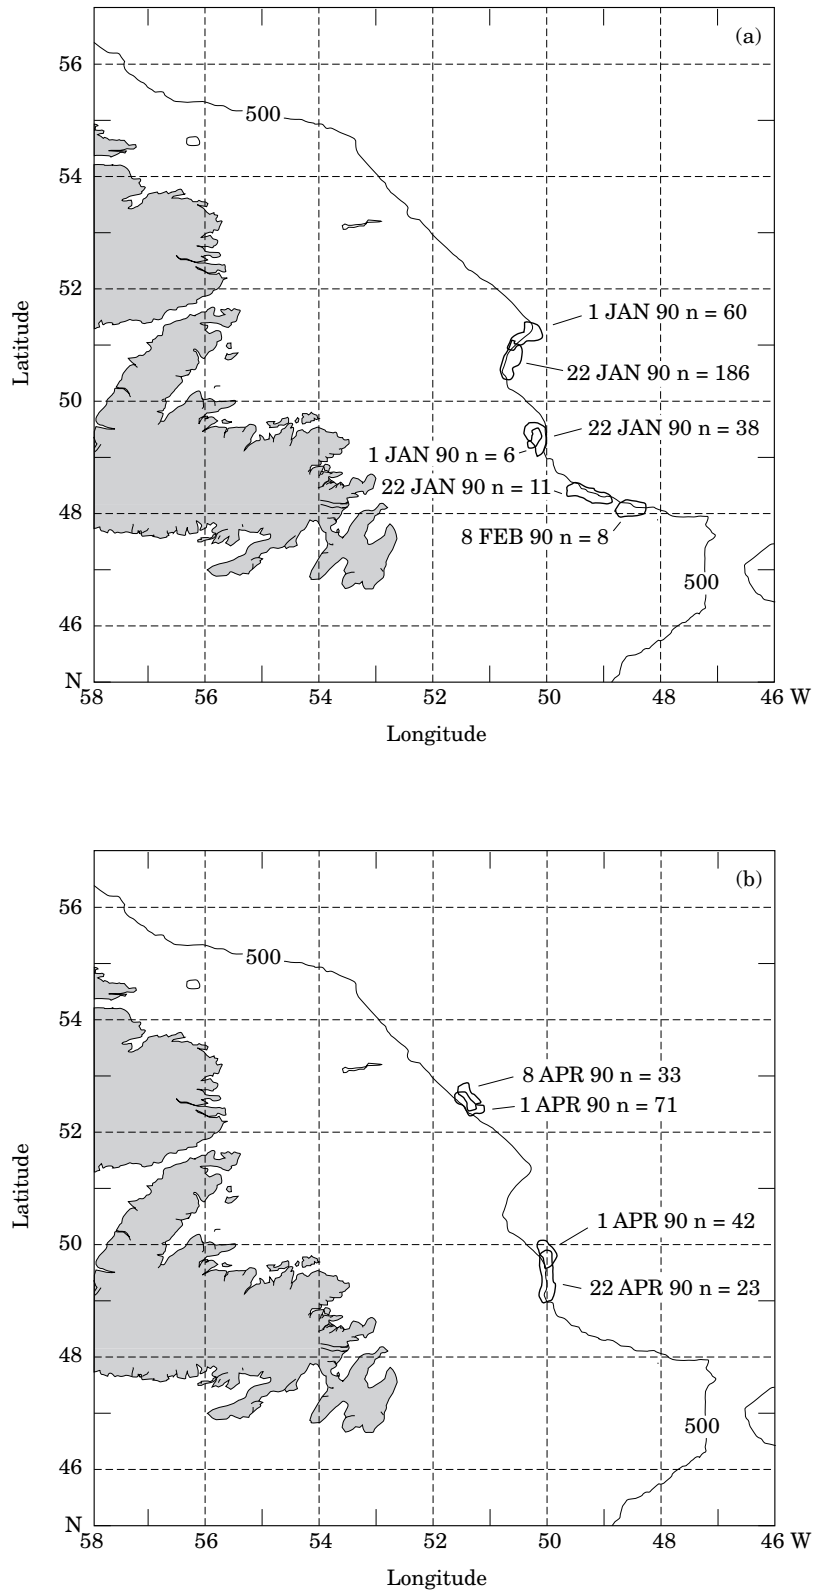 (a)
56
500
54
52
1 JAN 90 n = 60
22 JAN 90 n = 186
50
22 JAN 90 n = 38
1 JAN 90 n = 6
22 JAN 90 n = 11
48
8 FEB 90 n = 8
500
46
N
58 56 54 52 50 48 46 W
Latitude
Longitude
(b)
56
500
54
8 APR 90 n = 33
1 APR 90 n = 71
52
1 APR 90 n = 42
50
22 APR 90 n = 23
48
500
46
N
58 56 54 52 50 48 46 W
Latitude
Longitude